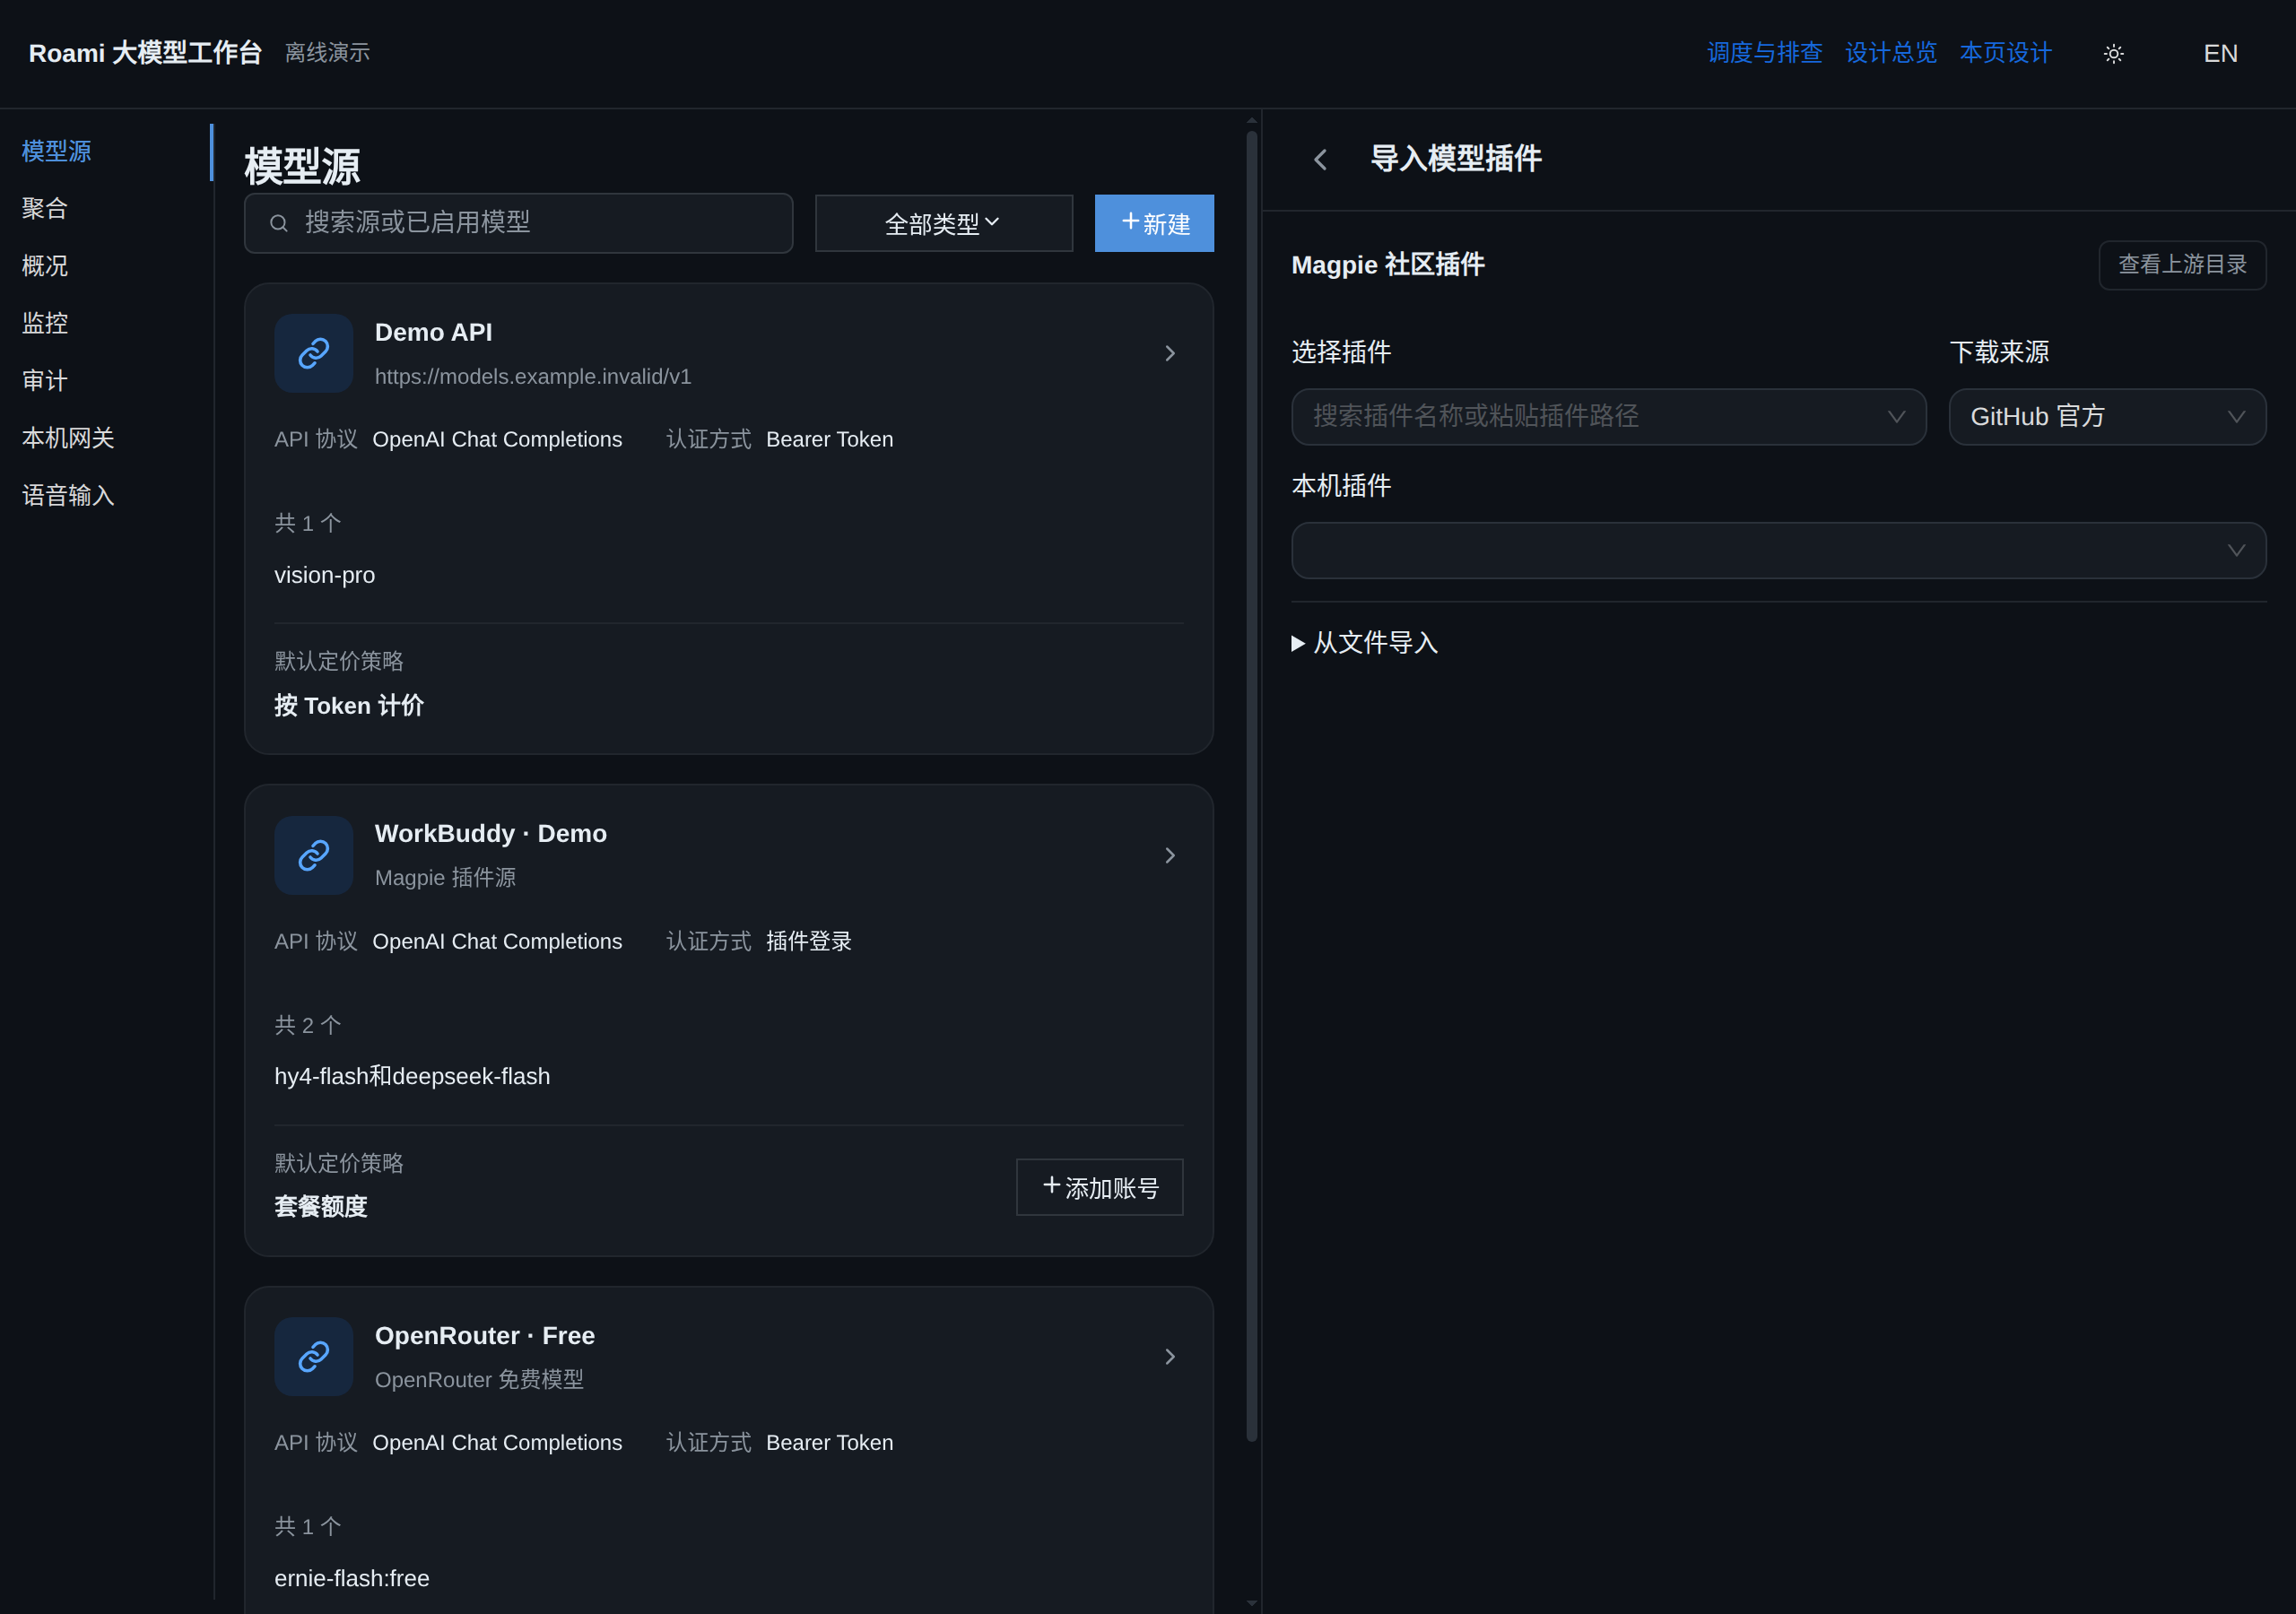 Roami 大模型工作台 离线演示
调度与排查 设计总览 本页设计 EN
模型源
聚合
概况
监控
审计
本机网关
语音输入
模型源
搜索源或已启用模型
全部类型
新建
Demo API
https://models.example.invalid/v1
API 协议 OpenAI Chat Completions 认证方式 Bearer Token
共 1 个
vision-pro
默认定价策略
按 Token 计价
WorkBuddy · Demo
Magpie 插件源
API 协议 OpenAI Chat Completions 认证方式 插件登录
共 2 个
hy4-flash和deepseek-flash
默认定价策略
套餐额度
添加账号
OpenRouter · Free
OpenRouter 免费模型
API 协议 OpenAI Chat Completions 认证方式 Bearer Token
共 1 个
ernie-flash:free
导入模型插件
Magpie 社区插件
查看上游目录
选择插件 下载来源
搜索插件名称或粘贴插件路径 GitHub 官方
本机插件
从文件导入